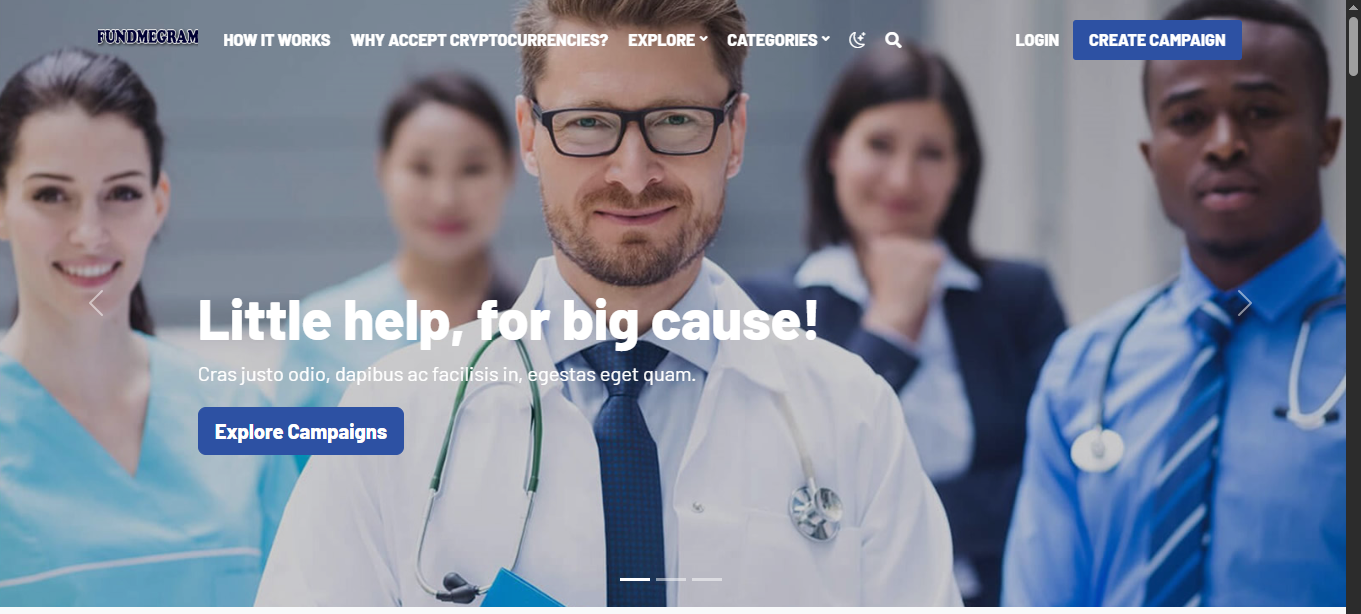 FUNDMEGRAM HOW IT WORKS WHY ACCEPT CRYPTOCURRENCIES? EXPLORE CATEGORIES LOGIN CREATE CAMPAIGN
Little help, for big cause!
Cras justo odio, dapibus ac facilisis in, egestas eget quam.
Explore Campaigns